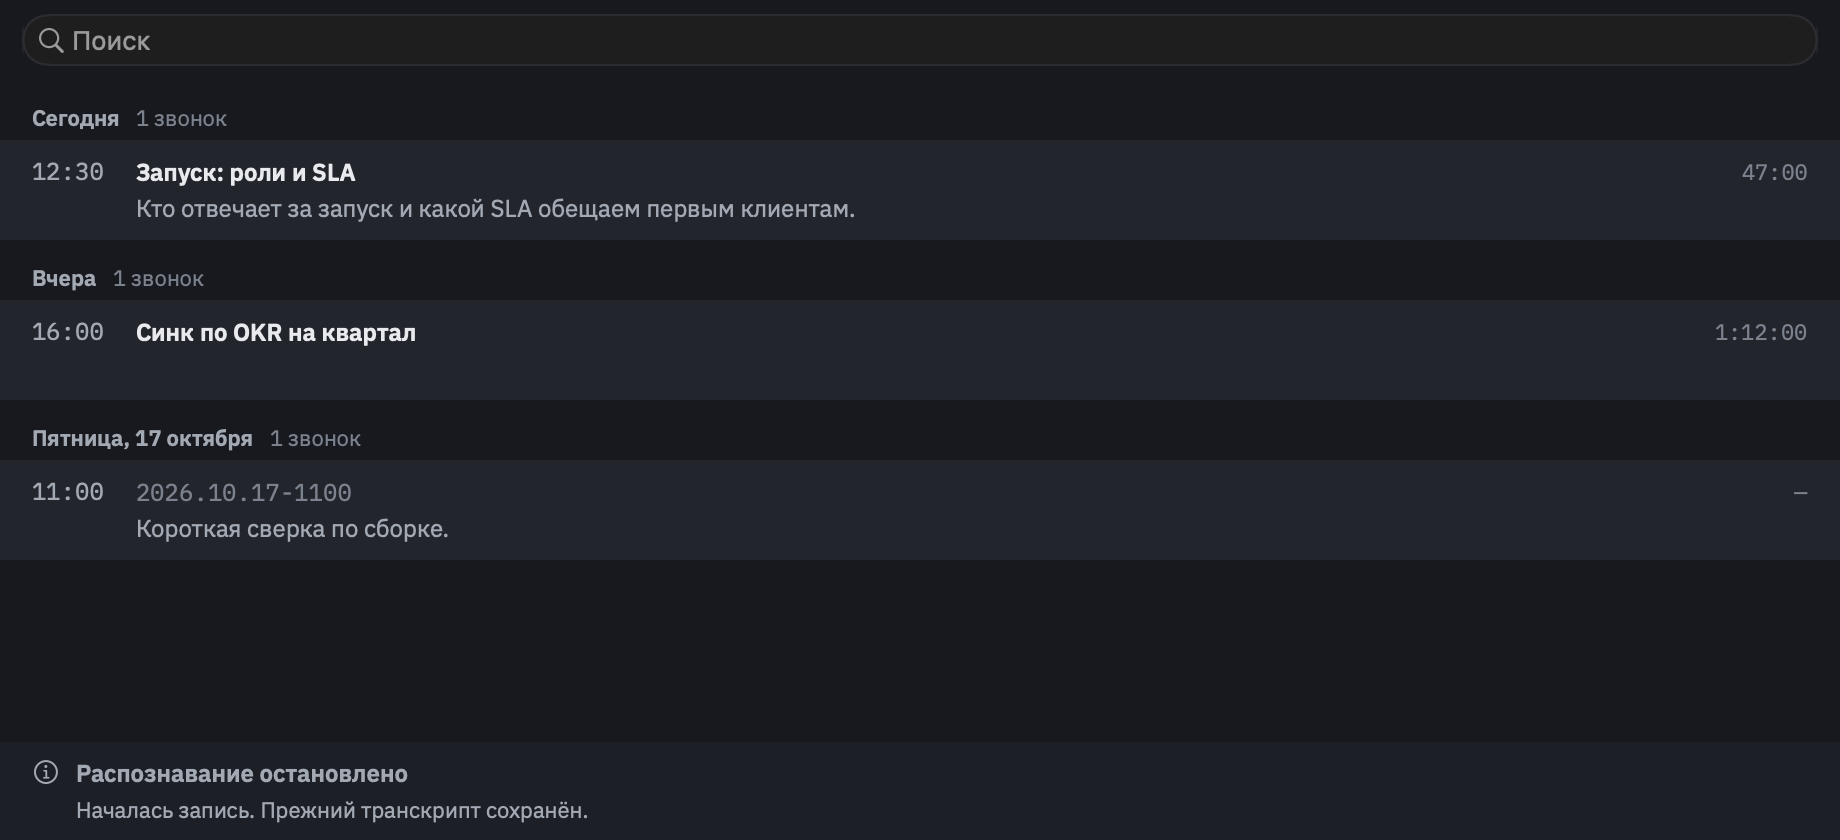 Поиск
Сегодня 1 звонок
12:30 Запуск: роли и SLA 47:00
Кто отвечает за запуск и какой SLA обещаем первым клиентам.
Вчера 1 звонок
16:00 Синк по OKR на квартал 1:12:00
Пятница, 17 октября 1 звонок
11:00 2026.10.17-1100 –
Короткая сверка по сборке.
Распознавание остановлено
Началась запись. Прежний транскрипт сохранён.